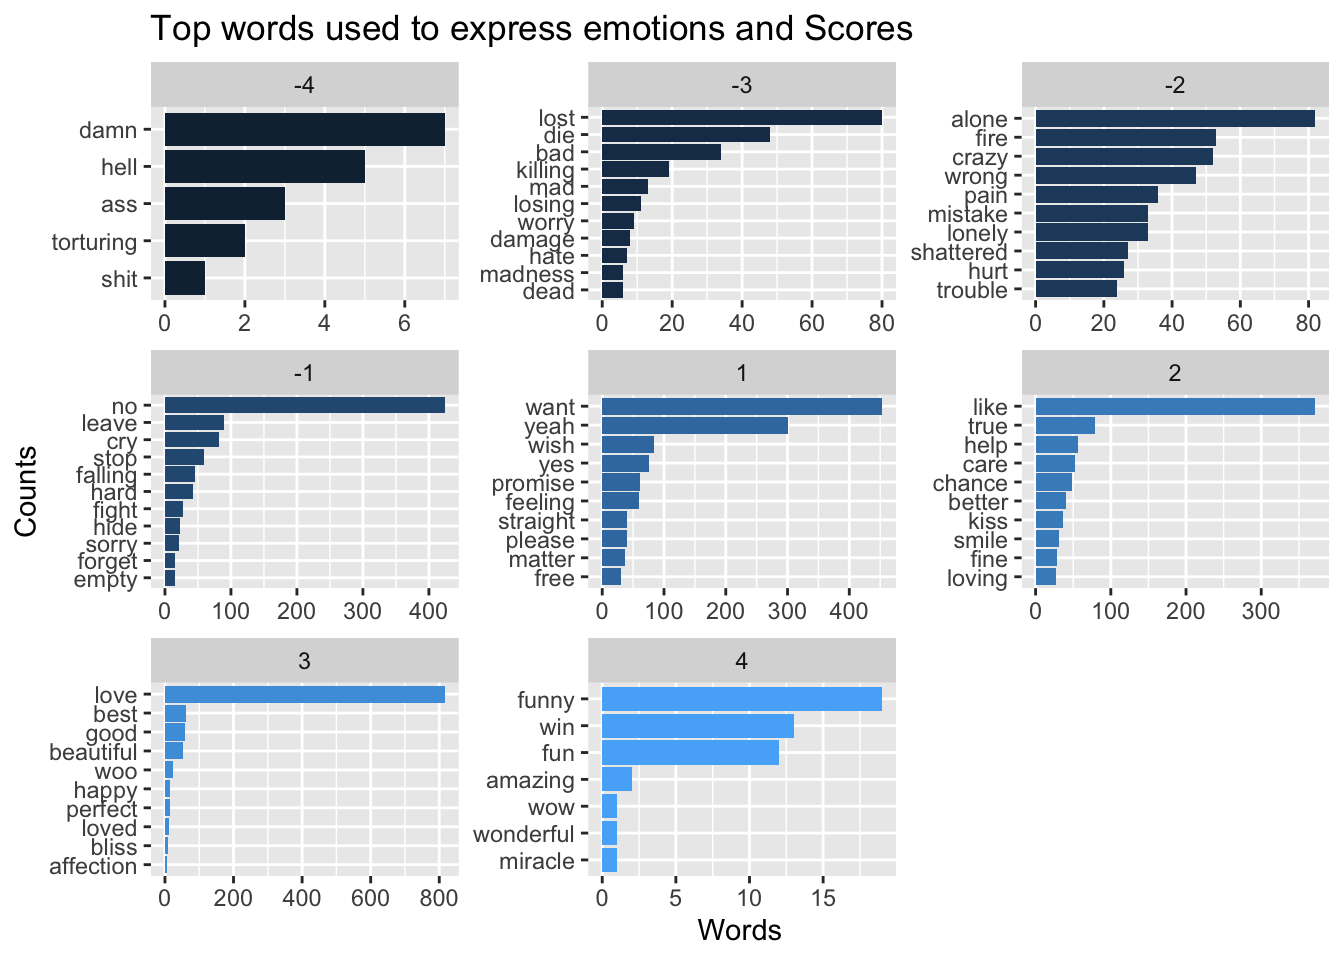 Top words used to express emotions and Scores
-4
damn
hell
ass
torturing
shit
0 2 4 6
-3
lost
die
bad
killing
mad
losing
worry
damage
hate
madness
dead
0 20 40 60 80
-2
alone
fire
crazy
wrong
pain
mistake
lonely
shattered
hurt
trouble
0 20 40 60 80
Counts
-1
no
leave
cry
stop
falling
hard
fight
hide
sorry
forget
empty
0 100 200 300 400
1
want
yeah
wish
yes
promise
feeling
straight
please
matter
free
0 100 200 300 400
2
like
true
help
care
chance
better
kiss
smile
fine
loving
0 100 200 300
3
love
best
good
beautiful
woo
happy
perfect
loved
bliss
affection
0 200 400 600 800
4
funny
win
fun
amazing
wow
wonderful
miracle
0 5 10 15
Words